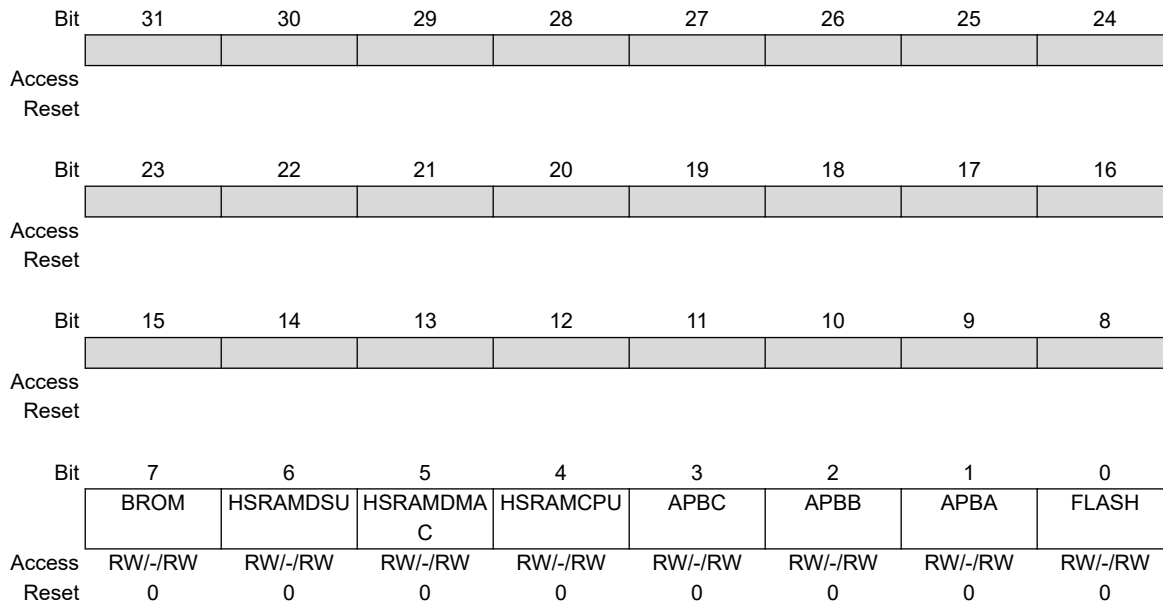 Bit 31 30 29 28 27 26 25 24
Access
Reset
Bit 23 22 21 20 19 18 17 16
Access
Reset
Bit 15 14 13 12 11 10 9 8
Access
Reset
Bit 7 6 5 4 3 2 1 0
BROM HSRAMDSU HSRAMDMA HSRAMCPU APBC APBB APBA FLASH
C
Access RW/-/RW RW/-/RW RW/-/RW RW/-/RW RW/-/RW RW/-/RW RW/-/RW RW/-/RW
Reset 0 0 0 0 0 0 0 0